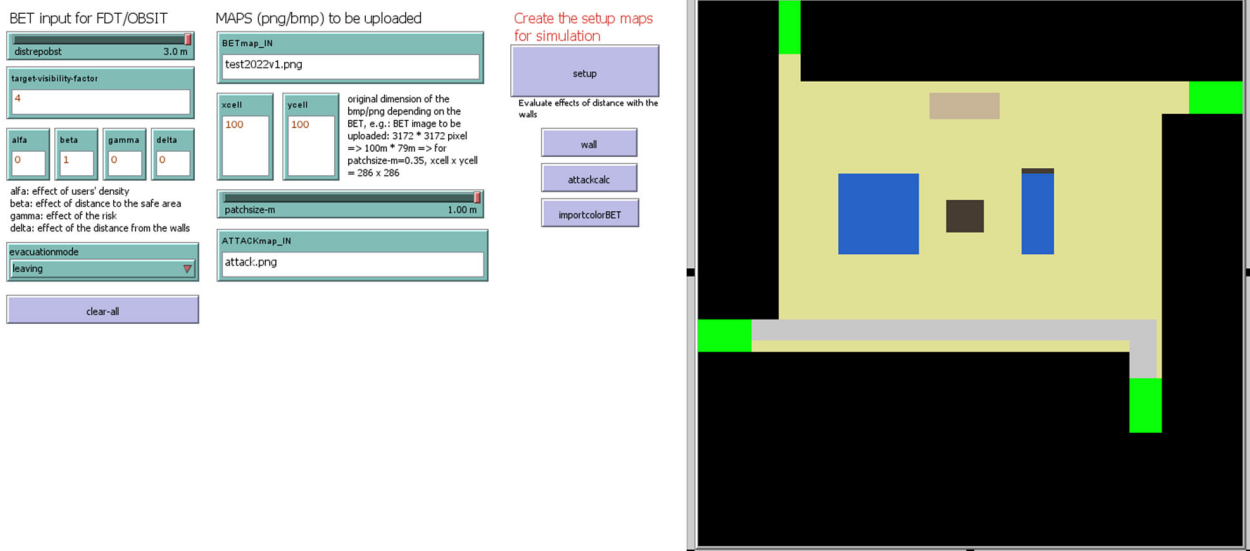 BET input for FDT/OBSIT
distrepobst 3.0 m
target-visibility-factor
4
alfa beta gamma delta
0 1 0 0
alfa: effect of users' density
beta: effect of distance to the safe area
gamma: effect of the risk
delta: effect of the distance from the walls
evacuationmode
leaving
clear-all
MAPS (png/bmp) to be uploaded
BETmap_IN
test2022v1.png
xcell ycell
100 100
original dimension of the
bmp/png depending on the
BET, e.g.: BET image to be
uploaded: 3172 * 3172 pixel
=> 100m * 79m => for
patchsize-m=0.35, xcell x ycell
= 286 x 286
patchsize-m 1.00 m
ATTACKmap_IN
attack.png
Create the setup maps
for simulation
setup
Evaluate effects of distance with the
walls
wall
attackcalc
importcolorBET